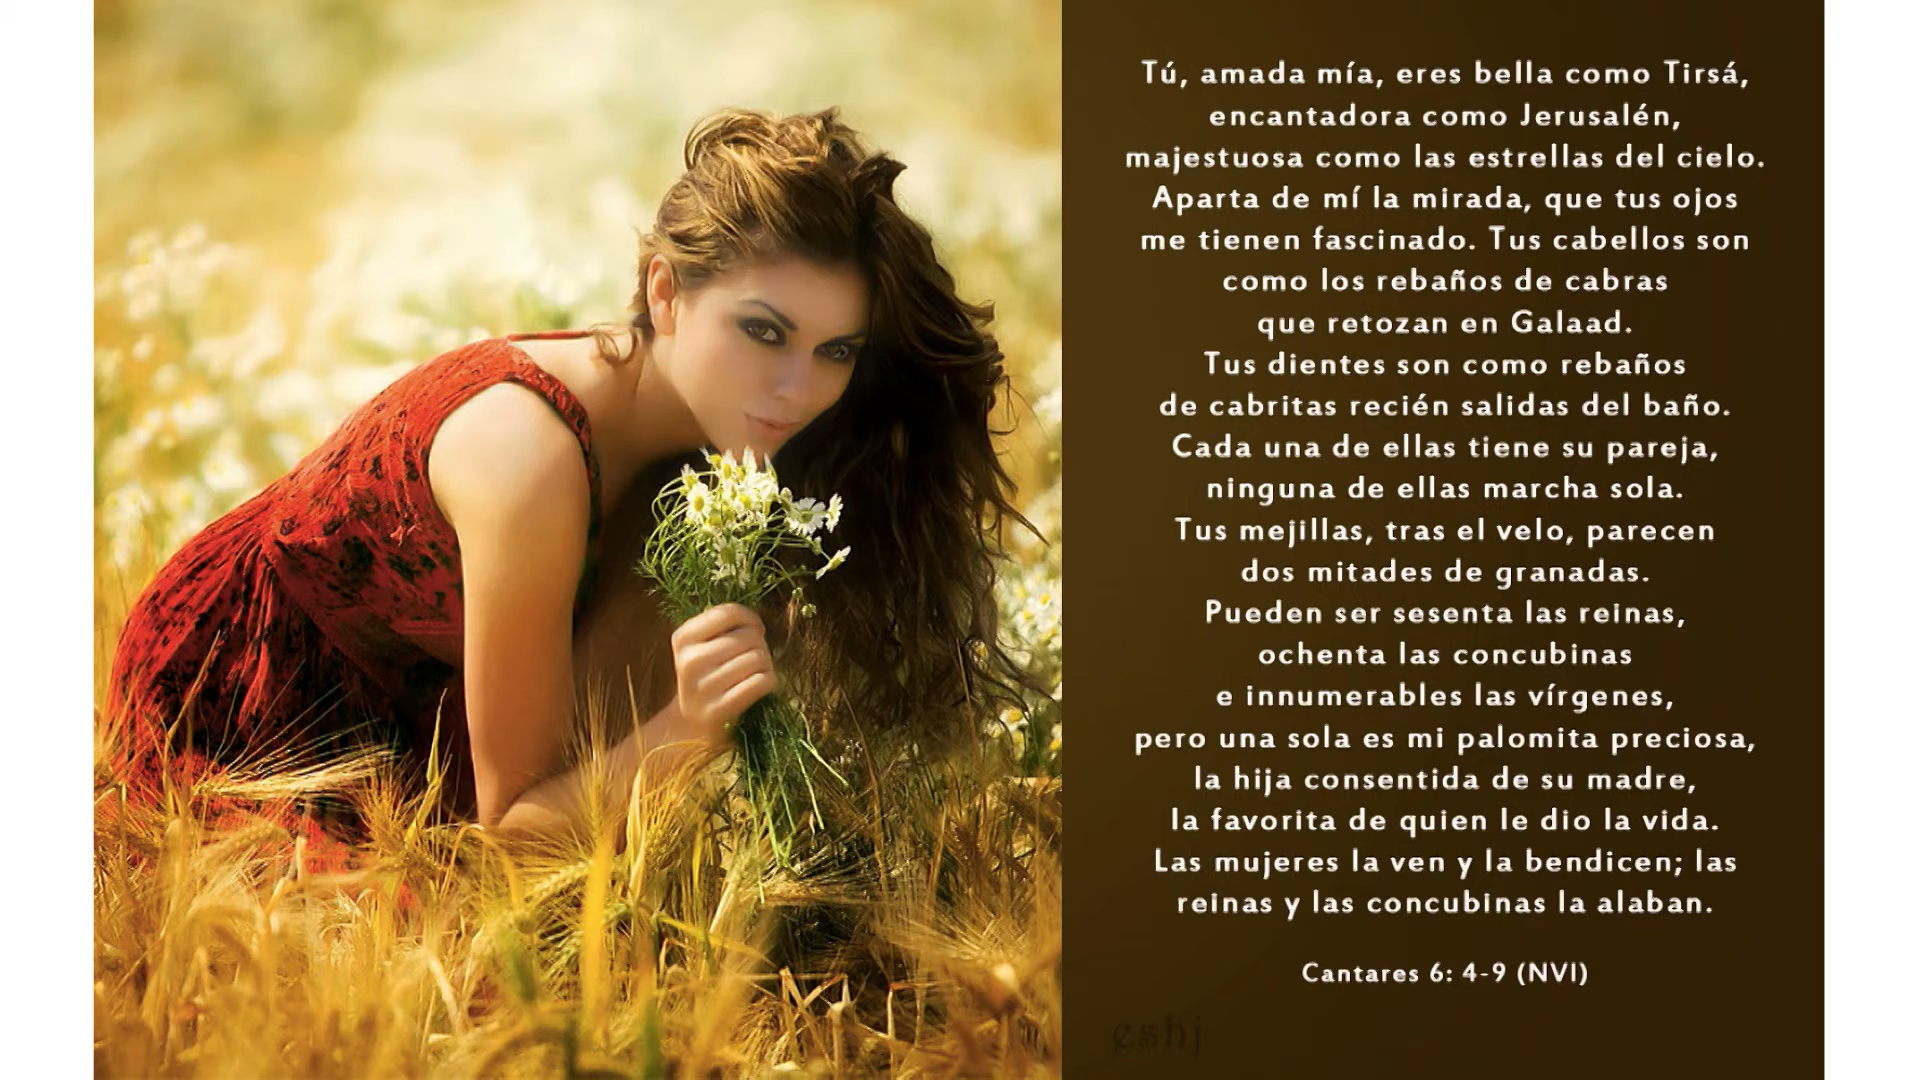 Tú, amada mía, eres bella como Tirsá,
encantadora como Jerusalén,
majestuosa como las estrellas del cielo.
Aparta de mí la mirada, que tus ojos
me tienen fascinado. Tus cabellos son
como los rebaños de cabras
que retozan en Galaad.
Tus dientes son como rebaños
de cabritas recién salidas del baño.
Cada una de ellas tiene su pareja,
ninguna de ellas marcha sola.
Tus mejillas, tras el velo, parecen
dos mitades de granadas.
Pueden ser sesenta las reinas,
ochenta las concubinas
e innumerables las vírgenes,
pero una sola es mi palomita preciosa,
la hija consentida de su madre,
la favorita de quien le dio la vida.
Las mujeres la ven y la bendicen; las
reinas y las concubinas la alaban.
Cantares 6: 4-9 (NVI)
eshj